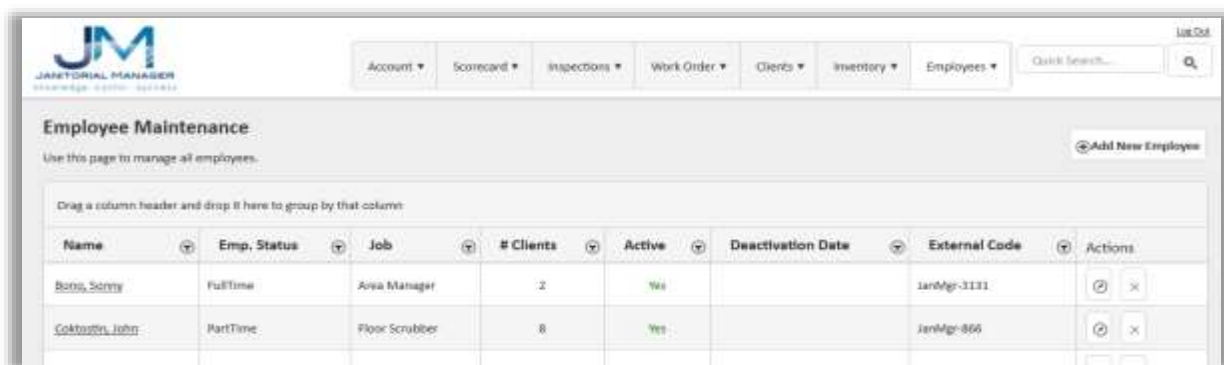 JM
JANITORIAL MANAGER
Log Out
Account ▾ Scorecard ▾ Inspections ▾ Work Order ▾ Clients ▾ Inventory ▾ Employees ▾ Quick Search...
Employee Maintenance
Use this page to manage all employees.
Add New Employee
Drag a column header and drop it here to group by that column
Name Emp. Status Job # Clients Active Deactivation Date External Code Actions
Bono, Sonny FullTime Area Manager 2 Yes JanMgr-3131
Coktostin, John PartTime Floor Scrubber 8 Yes JanMgr-866